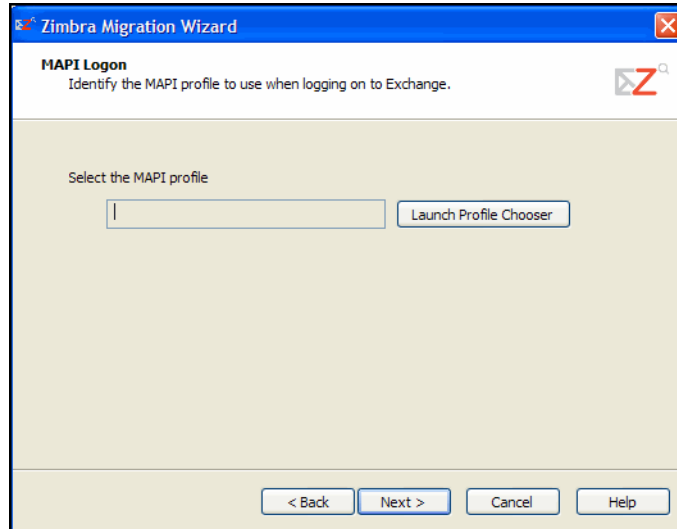 Zimbra Migration Wizard
MAPI Logon
Identify the MAPI profile to use when logging on to Exchange.
Select the MAPI profile
Launch Profile Chooser
< Back Next > Cancel Help